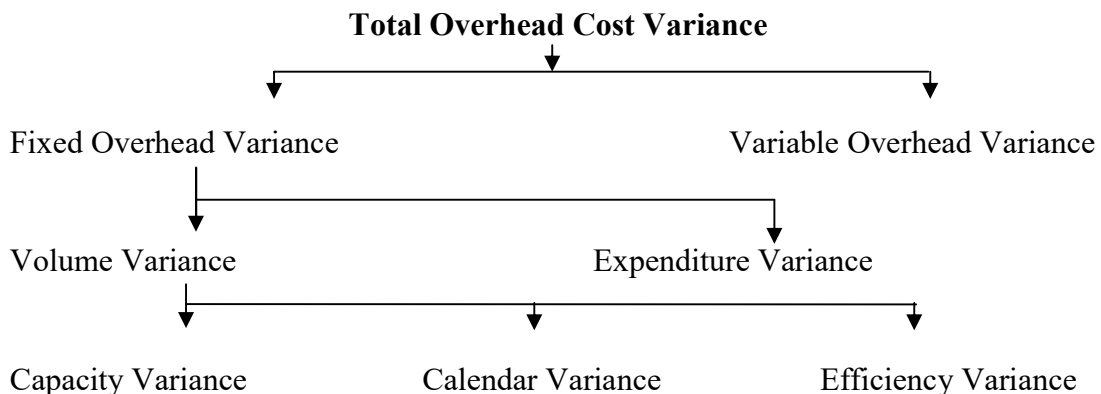 Total Overhead Cost Variance
Fixed Overhead Variance Variable Overhead Variance
Volume Variance Expenditure Variance
Capacity Variance Calendar Variance Efficiency Variance